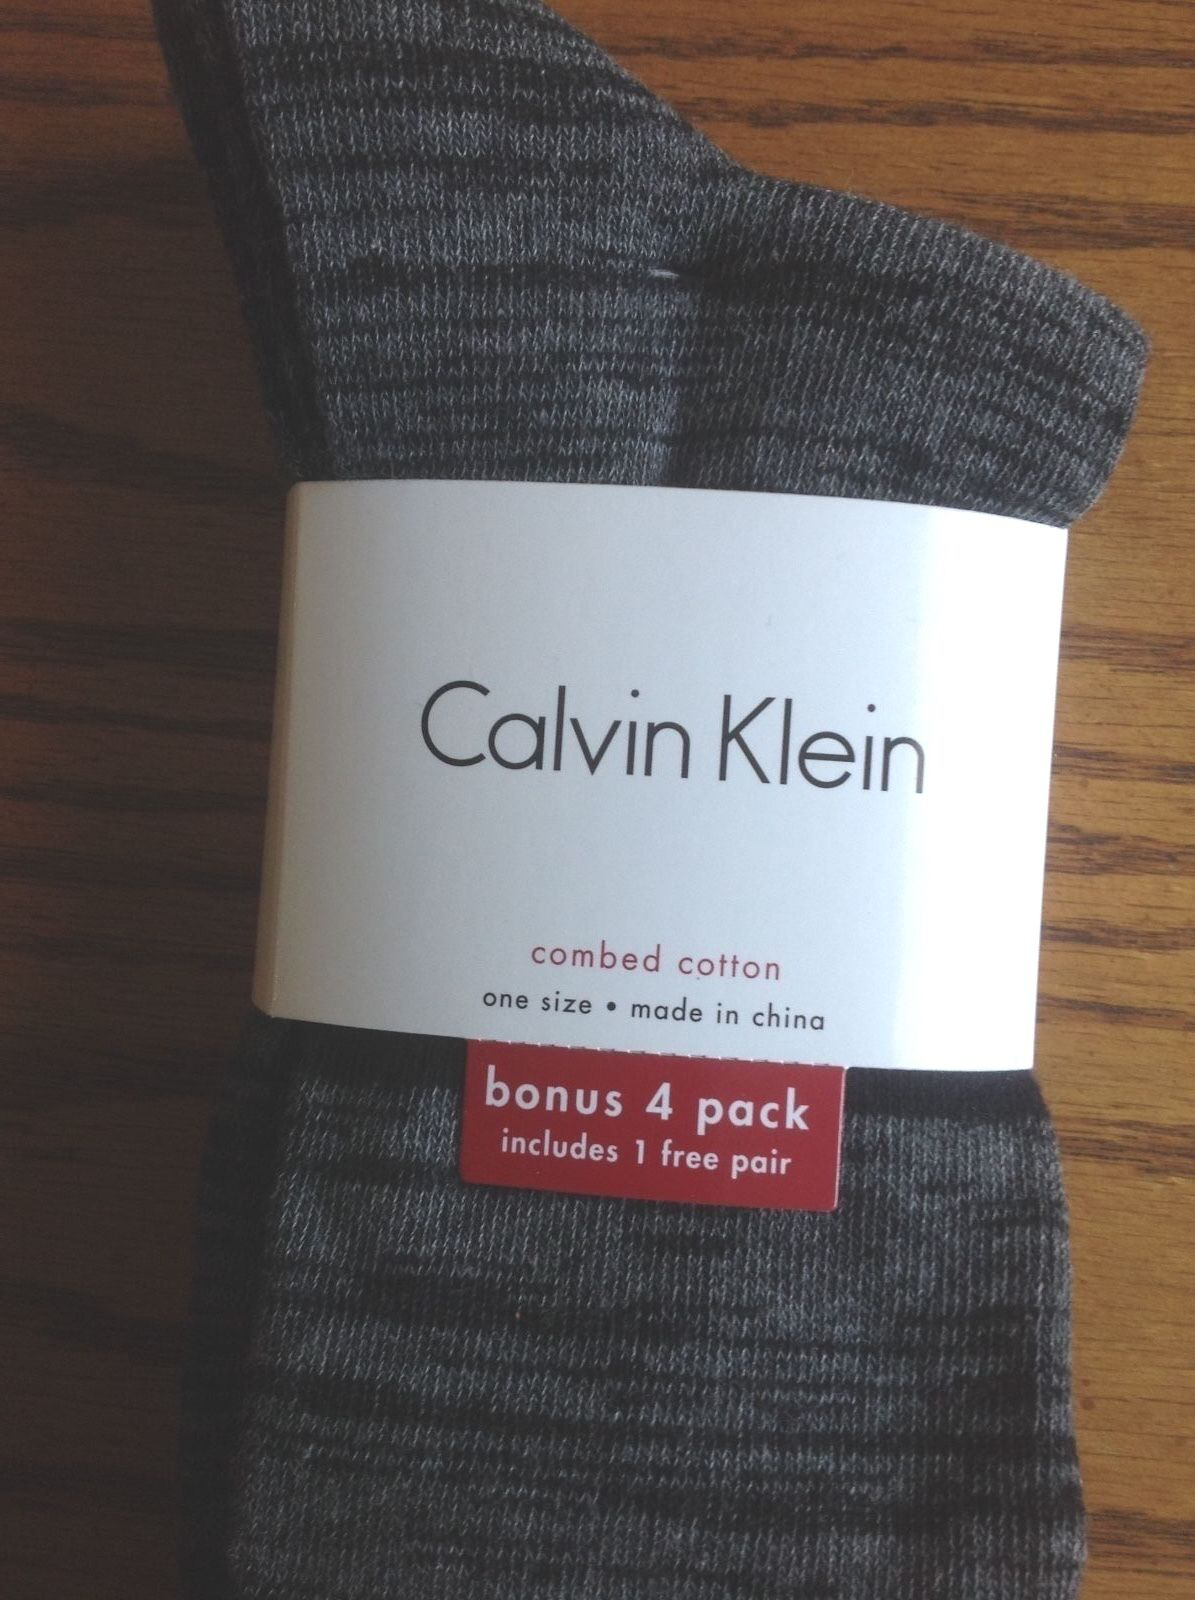 Calvin Klein
combed cotton
one size • made in china
bonus 4 pack
includes 1 free pair